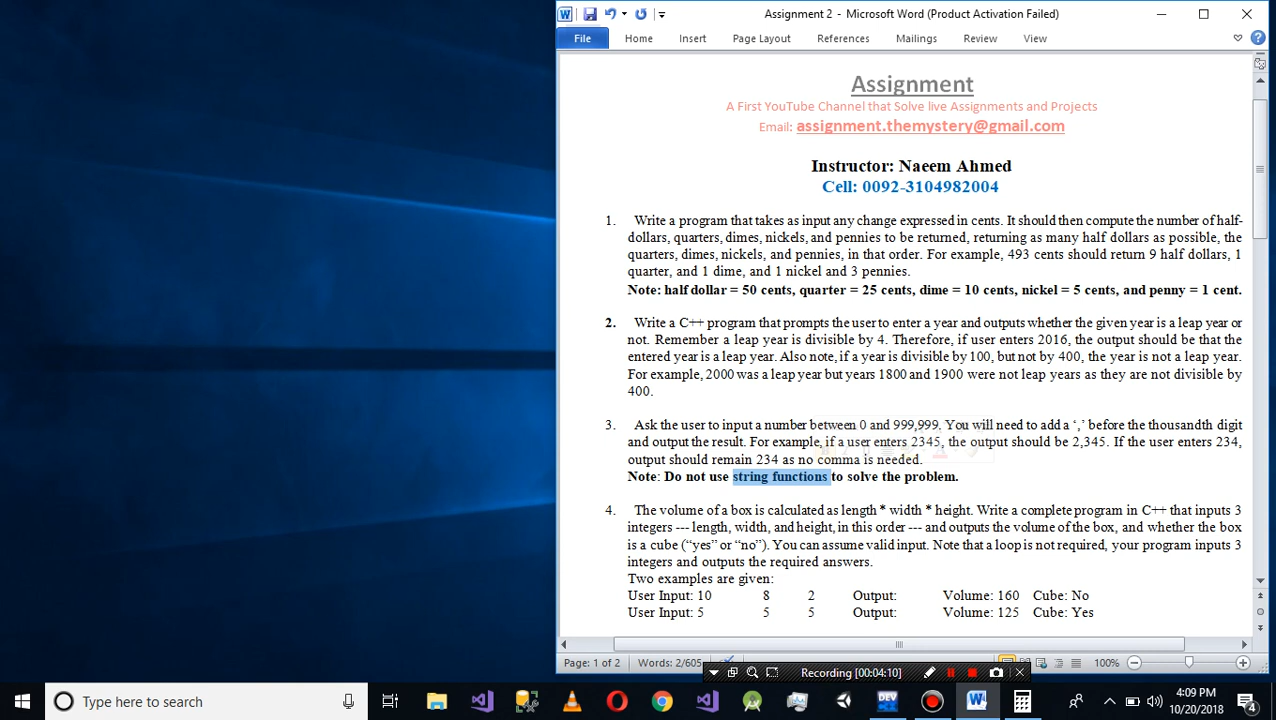 Assignment 2 - Microsoft Word (Product Activation Failed)
File Home Insert Page Layout References Mailings Review View
Assignment
A First YouTube Channel that Solve live Assignments and Projects
Email: assignment.themystery@gmail.com
Instructor: Naeem Ahmed
Cell: 0092-3104982004
1. Write a program that takes as input any change expressed in cents. It should then compute the number of half-
dollars, quarters, dimes, nickels, and pennies to be returned, returning as many half dollars as possible, the
quarters, dimes, nickels, and pennies, in that order. For example, 493 cents should return 9 half dollars, 1
quarter, and 1 dime, and 1 nickel and 3 pennies.
Note: half dollar = 50 cents, quarter = 25 cents, dime = 10 cents, nickel = 5 cents, and penny = 1 cent.
2. Write a C++ program that prompts the user to enter a year and outputs whether the given year is a leap year or
not. Remember a leap year is divisible by 4. Therefore, if user enters 2016, the output should be that the
entered year is a leap year. Also note, if a year is divisible by 100, but not by 400, the year is not a leap year.
For example, 2000 was a leap year but years 1800 and 1900 were not leap years as they are not divisible by
400.
3. Ask the user to input a number between 0 and 999,999. You will need to add a ‘,’ before the thousandth digit
and output the result. For example, if a user enters 2345, the output should be 2,345. If the user enters 234,
output should remain 234 as no comma is needed.
Note: Do not use string functions to solve the problem.
4. The volume of a box is calculated as length * width * height. Write a complete program in C++ that inputs 3
integers --- length, width, and height, in this order --- and outputs the volume of the box, and whether the box
is a cube (“yes” or “no”). You can assume valid input. Note that a loop is not required, your program inputs 3
integers and outputs the required answers.
Two examples are given:
User Input: 10 8 2 Output: Volume: 160 Cube: No
User Input: 5 5 5 Output: Volume: 125 Cube: Yes
Page: 1 of 2 Words: 2/605 100%
Recording [00:04:10]
Type here to search
DEV
4:09 PM
10/20/2018
4